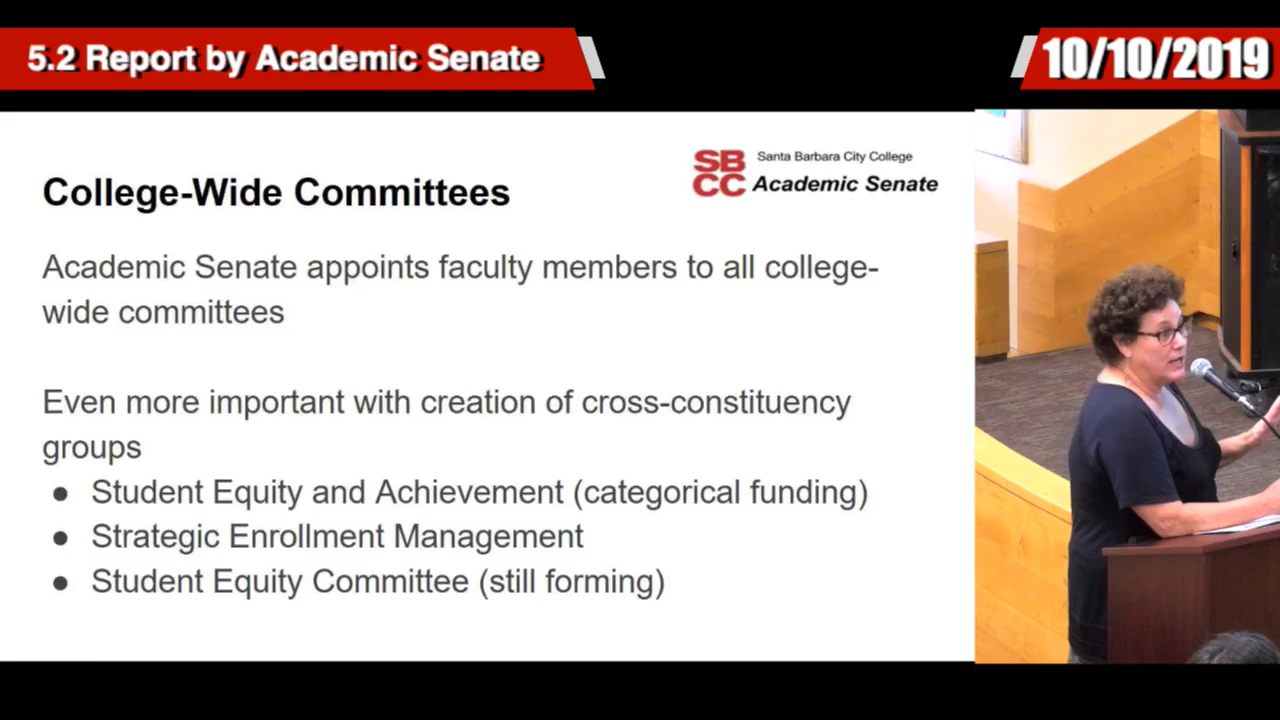 5.2 Report by Academic Senate
10/10/2019
SB
CC
Santa Barbara City College
Academic Senate
College-Wide Committees
Academic Senate appoints faculty members to all college-
wide committees
Even more important with creation of cross-constituency
groups
● Student Equity and Achievement (categorical funding)
● Strategic Enrollment Management
● Student Equity Committee (still forming)